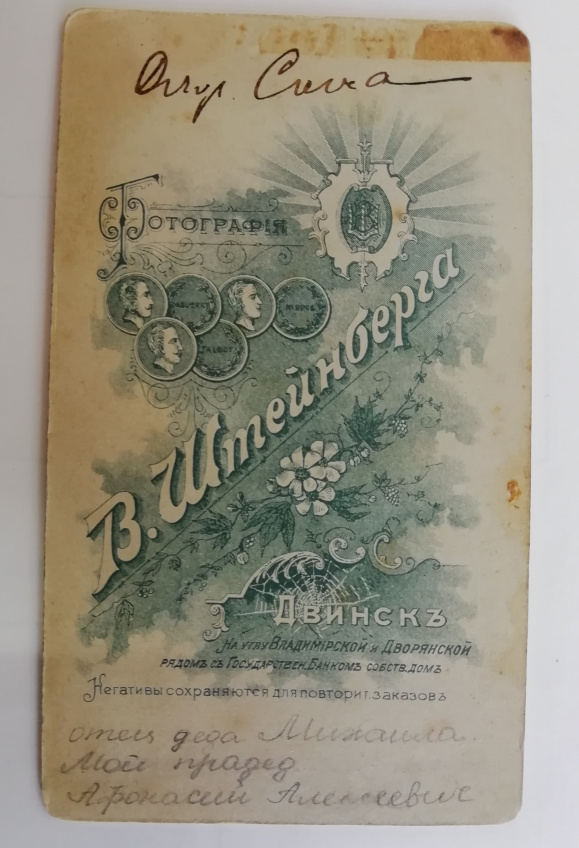 Фотографія
В. Штейнберга
Двинскъ
На углу Владимірской и Дворянской
рядомъ съ Государствен. Банкомъ собств. домъ
Негативы сохраняются для повторит. заказовъ
отец деда Михаила.
Мой прадед
Афонасий Алексеевич